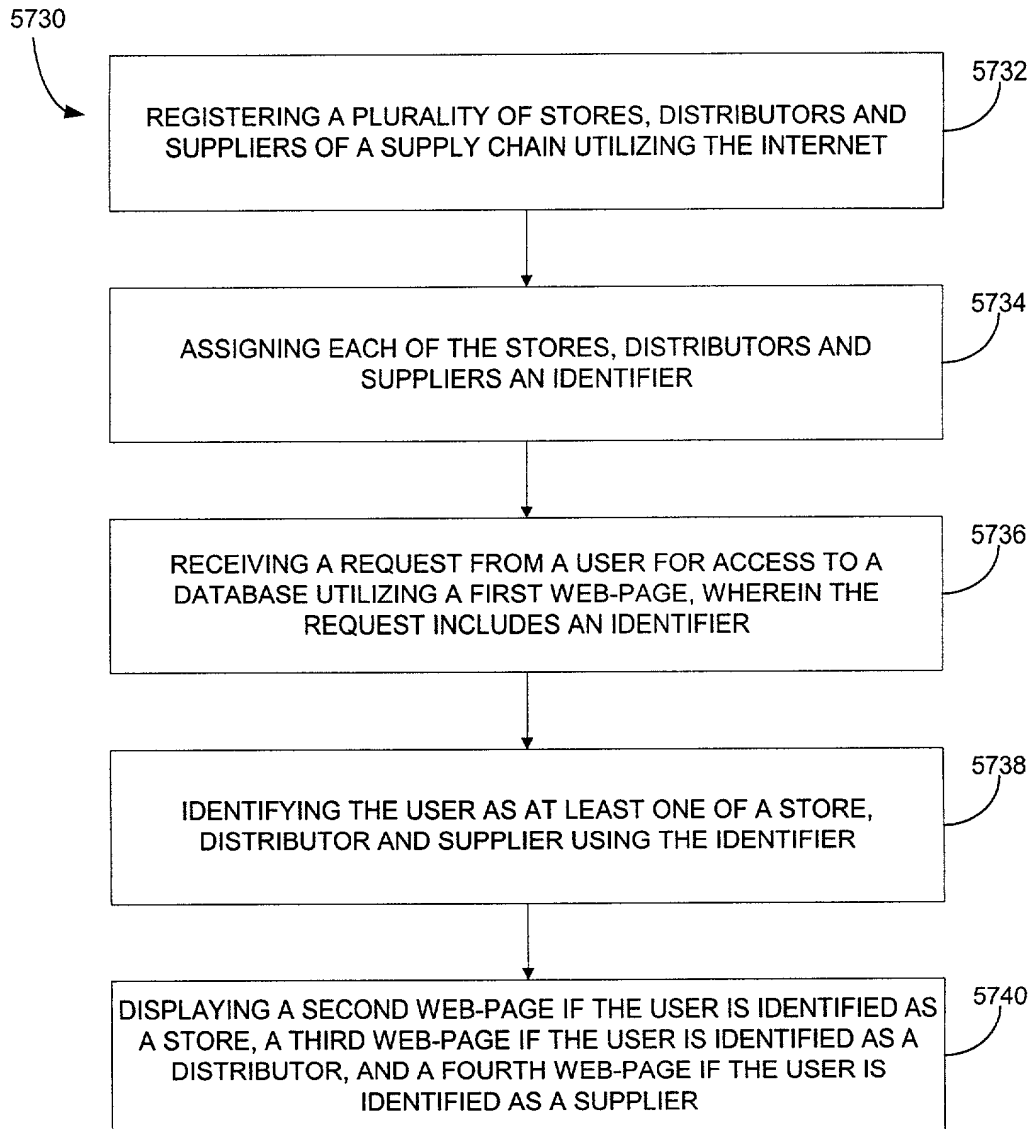 5730
5732
REGISTERING A PLURALITY OF STORES, DISTRIBUTORS AND
SUPPLIERS OF A SUPPLY CHAIN UTILIZING THE INTERNET
5734
ASSIGNING EACH OF THE STORES, DISTRIBUTORS AND
SUPPLIERS AN IDENTIFIER
5736
RECEIVING A REQUEST FROM A USER FOR ACCESS TO A
DATABASE UTILIZING A FIRST WEB-PAGE, WHEREIN THE
REQUEST INCLUDES AN IDENTIFIER
5738
IDENTIFYING THE USER AS AT LEAST ONE OF A STORE,
DISTRIBUTOR AND SUPPLIER USING THE IDENTIFIER
5740
DISPLAYING A SECOND WEB-PAGE IF THE USER IS IDENTIFIED AS
A STORE, A THIRD WEB-PAGE IF THE USER IS IDENTIFIED AS A
DISTRIBUTOR, AND A FOURTH WEB-PAGE IF THE USER IS
IDENTIFIED AS A SUPPLIER